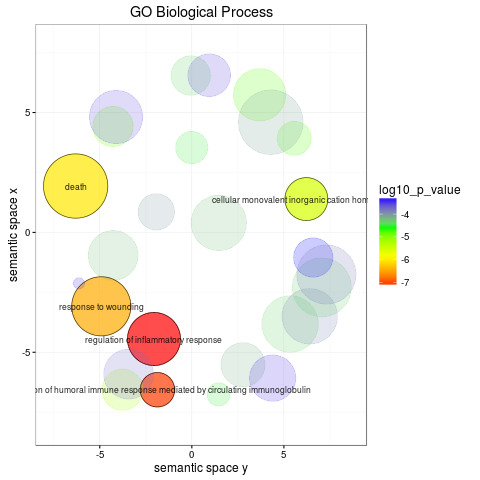 GO Biological Process
semantic space x
5
0
-5
death
cellular monovalent inorganic cation hom
response to wounding
regulation of inflammatory response
on of humoral immune response mediated by circulating immunoglobulin
-5
0
5
semantic space y
log10_p_value
-4
-5
-6
-7